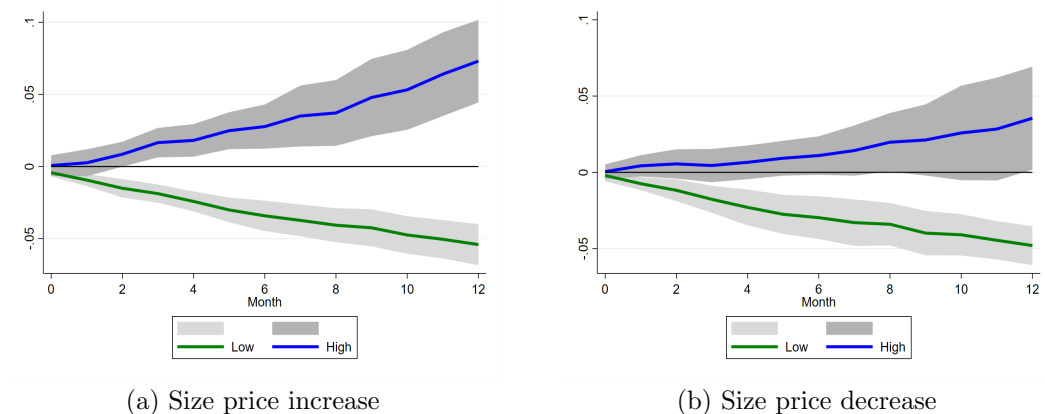 .1
.05
0
-.05
0 2 4 6 8 10 12
Month
Low High
(a) Size price increase
.1
.05
0
-.05
0 2 4 6 8 10 12
Month
Low High
(b) Size price decrease